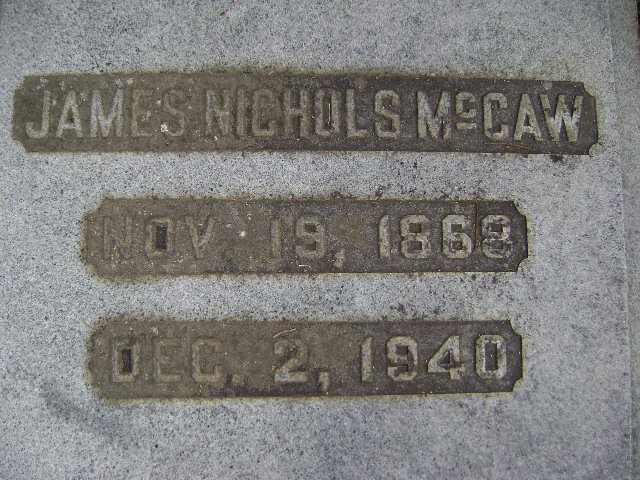 JAMES NICHOLS McCAW
NOV 19, 1868
DEC. 2, 1940